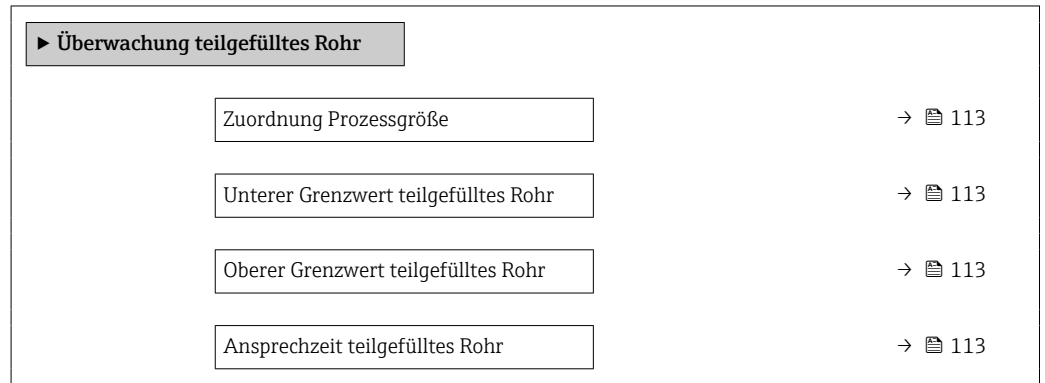 ► Überwachung teilgefülltes Rohr
Zuordnung Prozessgröße → 113
Unterer Grenzwert teilgefülltes Rohr → 113
Oberer Grenzwert teilgefülltes Rohr → 113
Ansprechzeit teilgefülltes Rohr → 113